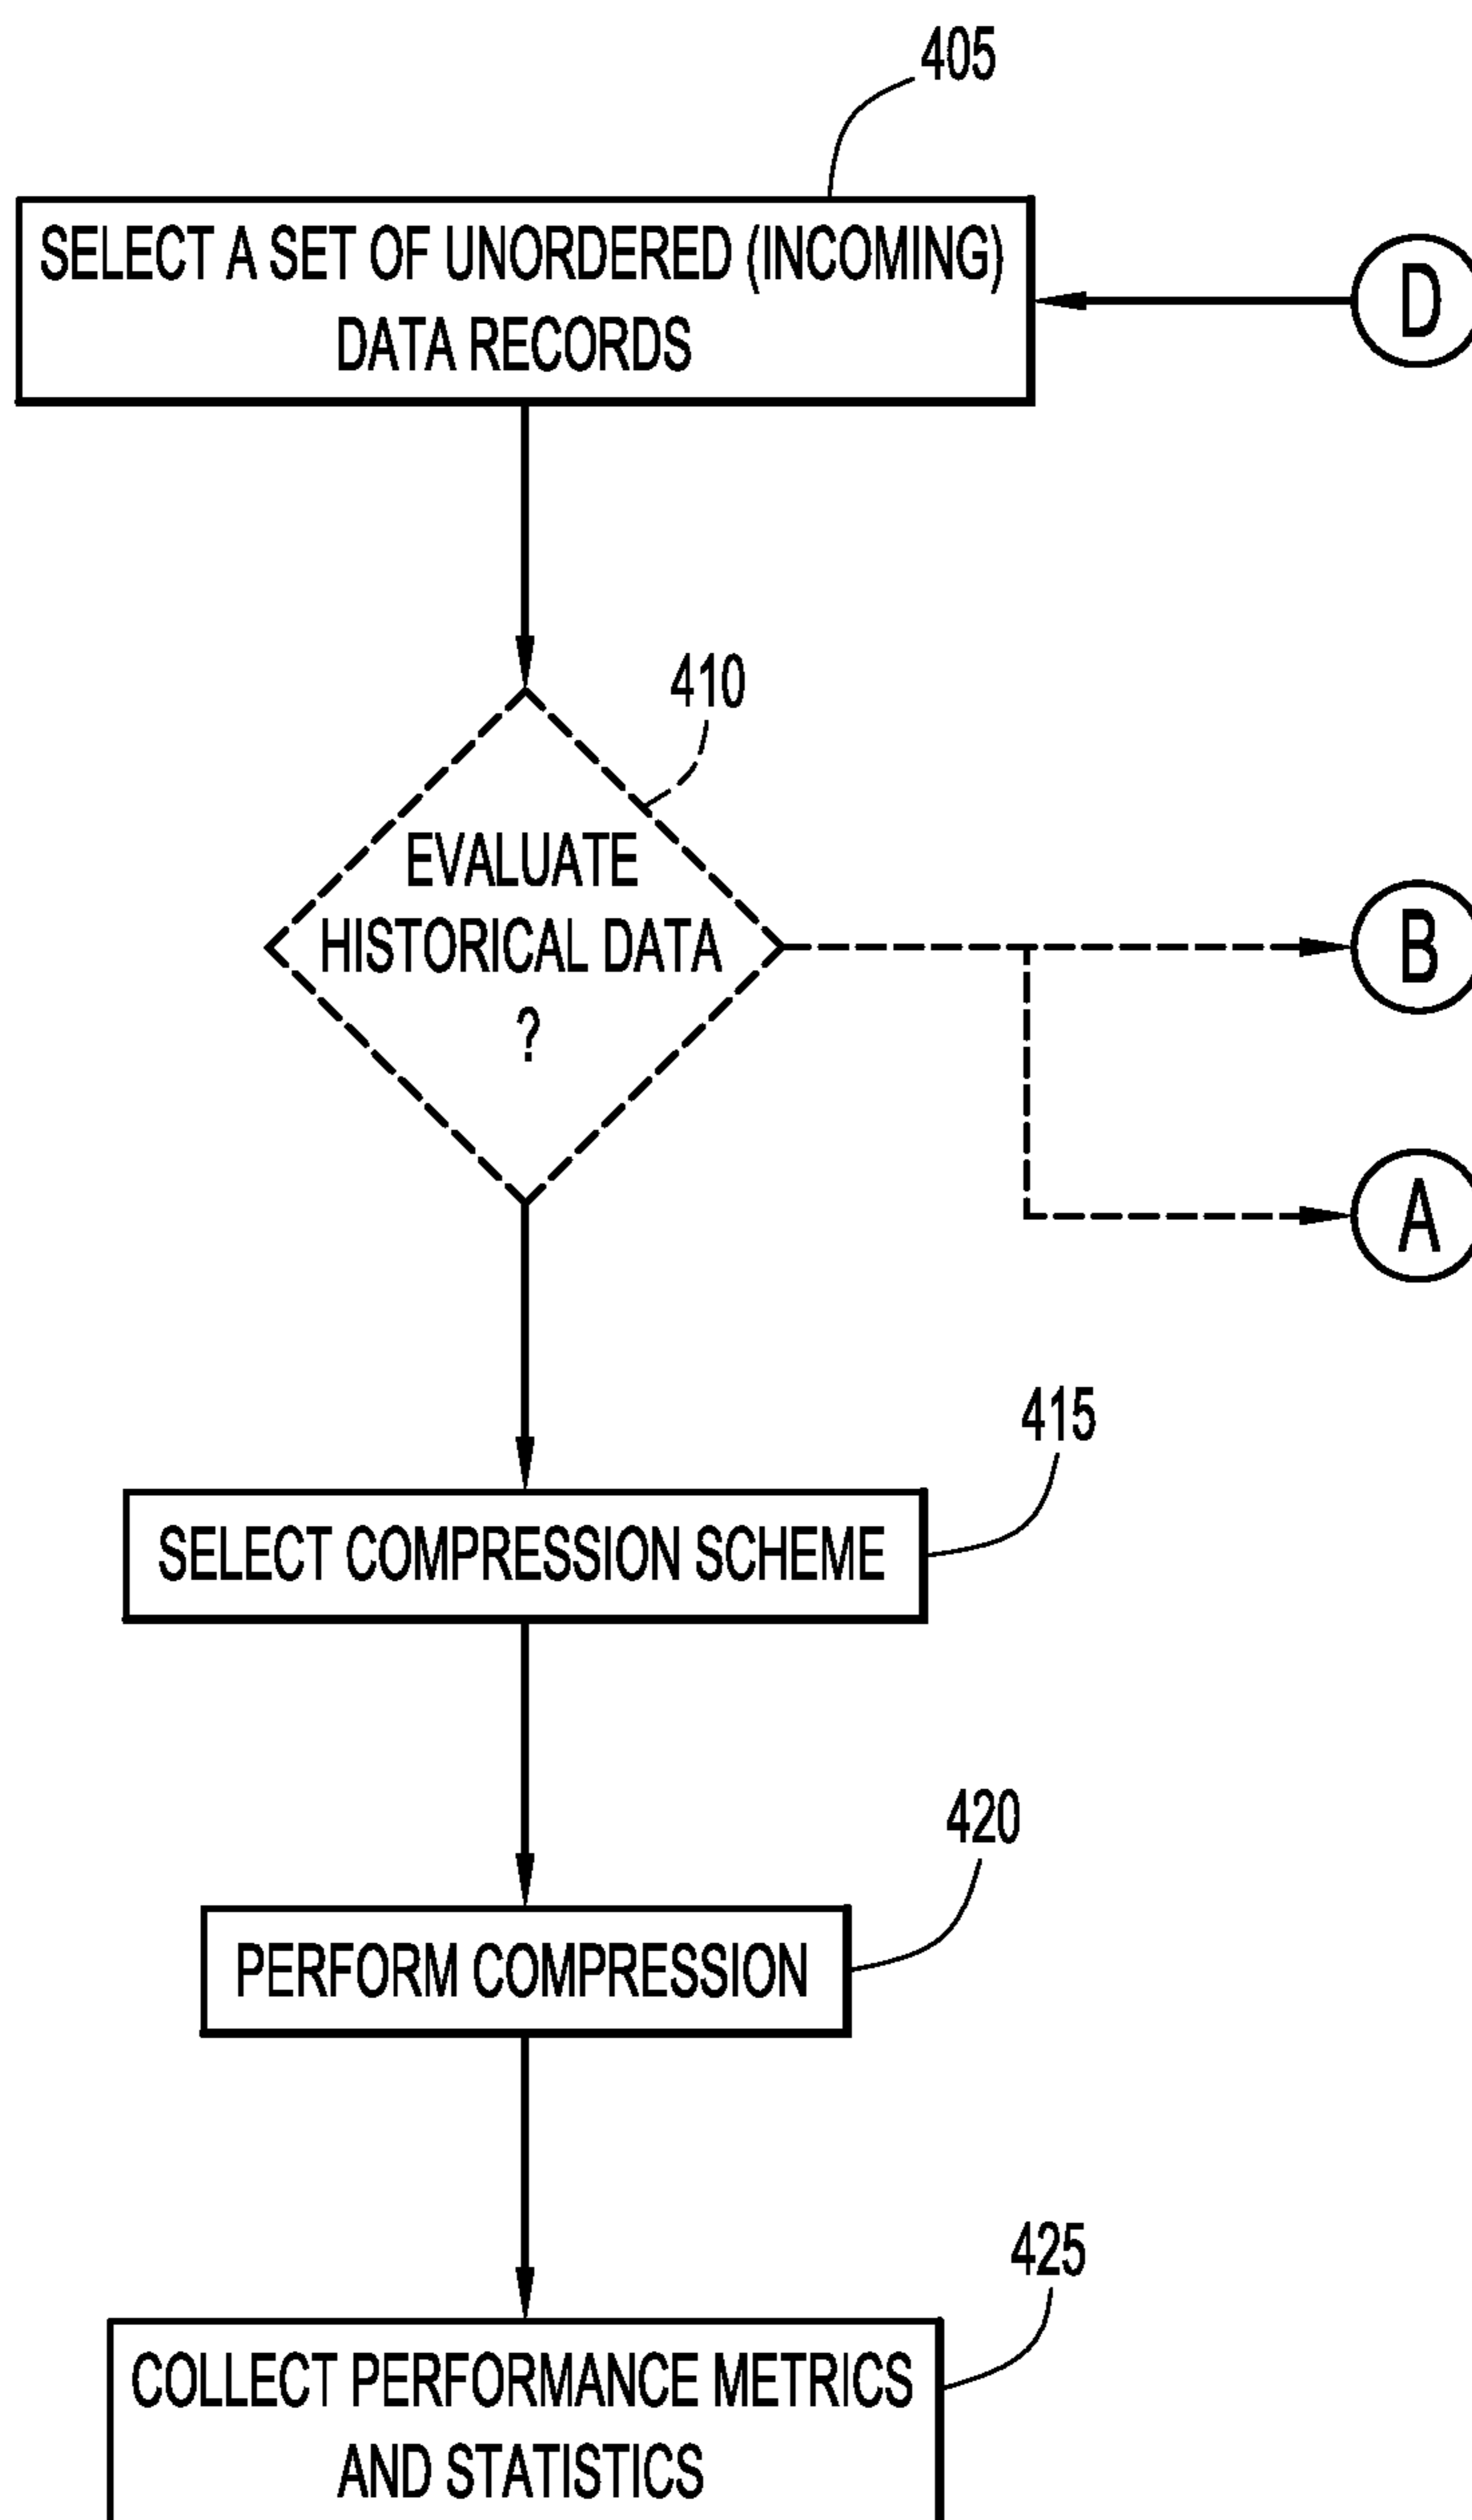 405
SELECT A SET OF UNORDERED (INCOMING)
DATA RECORDS
D
410
EVALUATE
HISTORICAL DATA
?
B
A
415
SELECT COMPRESSION SCHEME
420
PERFORM COMPRESSION
425
COLLECT PERFORMANCE METRICS
AND STATISTICS